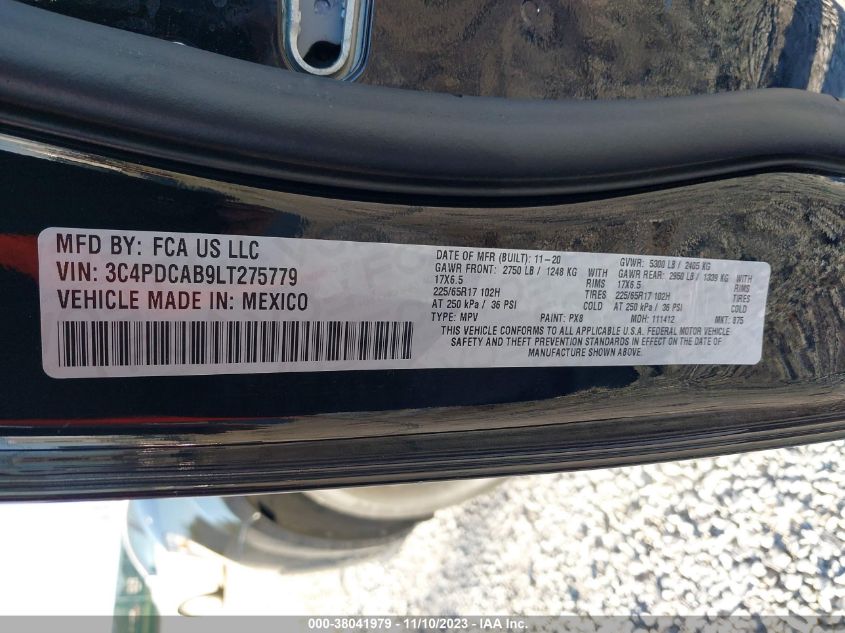 MFD BY: FCA US LLC
VIN: 3C4PDCAB9LT275779
VEHICLE MADE IN: MEXICO
DATE OF MFR (BUILT): 11-20 GVWR: 5300 LB / 2405 KG
GAWR FRONT: 2750 LB / 1248 KG GAWR REAR: 2950 LB / 1339 KG
17X6.5 RIMS 17X6.5 RIMS
225/65R17 102H TIRES 225/65R17 102H TIRES
AT 250 kPa / 36 PSI COLD AT 250 kPa / 36 PSI COLD
TYPE: MPV PAINT: PX8 MDH: 111412 MKT: 875
THIS VEHICLE CONFORMS TO ALL APPLICABLE U.S.A. FEDERAL MOTOR VEHICLE
SAFETY AND THEFT PREVENTION STANDARDS IN EFFECT ON THE DATE OF
MANUFACTURE SHOWN ABOVE.
000-38041979 — 11/10/2023 — Tran...